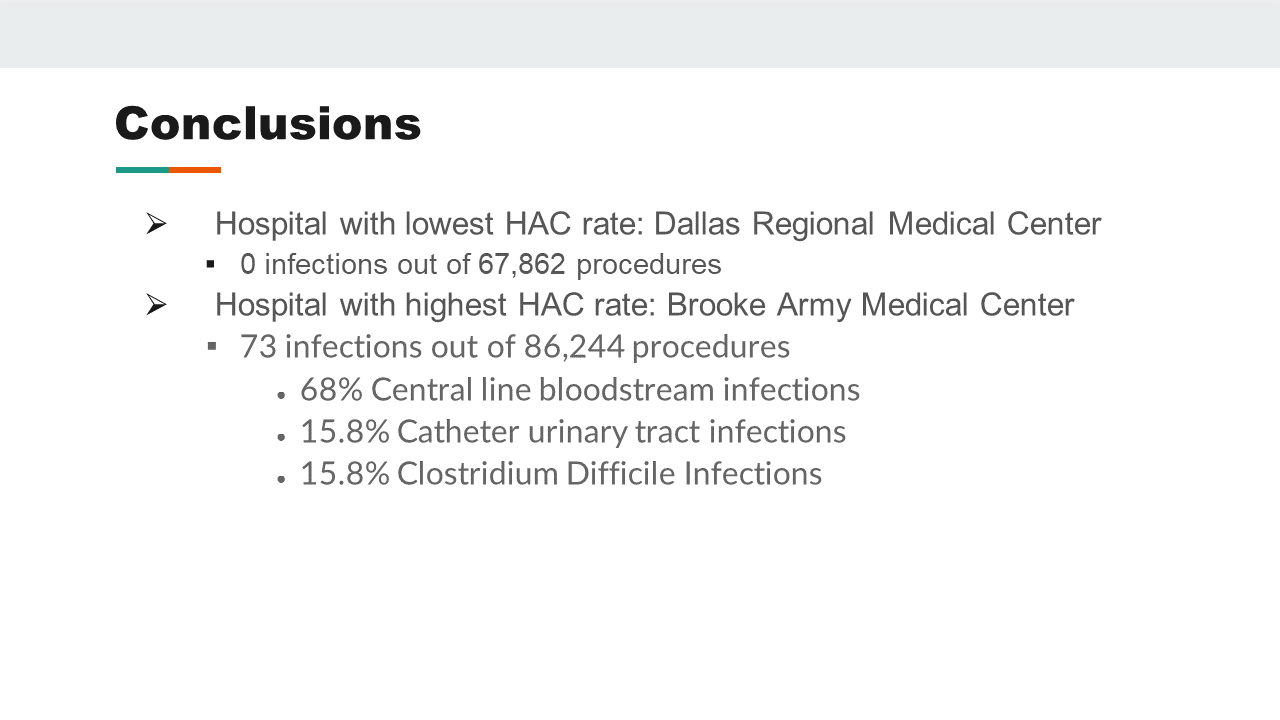 Conclusions
➢ Hospital with lowest HAC rate: Dallas Regional Medical Center
▪ 0 infections out of 67,862 procedures
➢ Hospital with highest HAC rate: Brooke Army Medical Center
▪ 73 infections out of 86,244 procedures
● 68% Central line bloodstream infections
● 15.8% Catheter urinary tract infections
● 15.8% Clostridium Difficile Infections